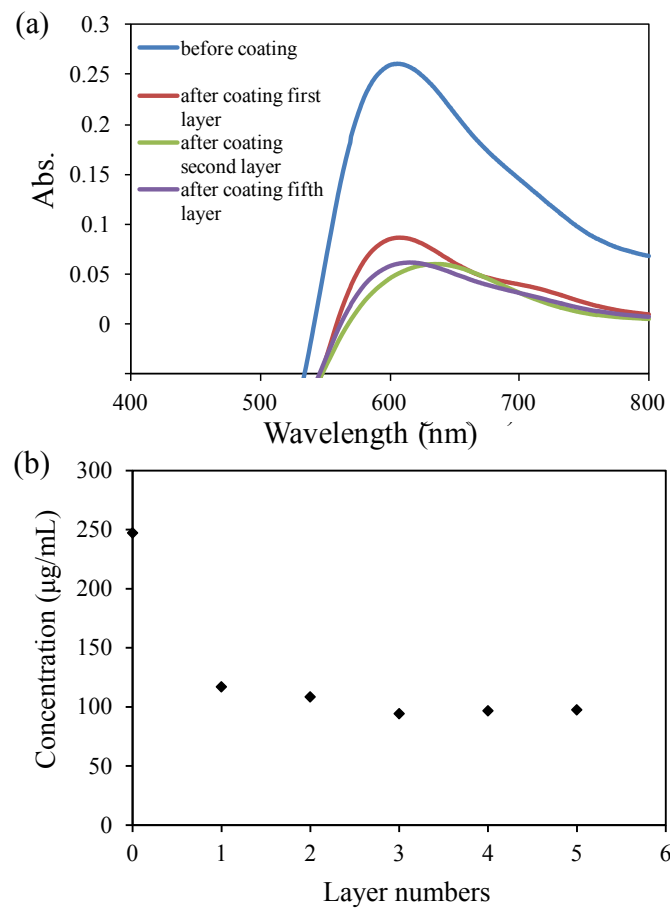 (a)
0.3
0.25
0.2
0.15
0.1
0.05
0
Abs.
before coating
after coating first
layer
after coating
second layer
after coating fifth
layer
400
500
600
700
800
Wavelength (nm)
(b)
300
250
200
150
100
50
0
Concentration (µg/mL)
0
1
2
3
4
5
6
Layer numbers